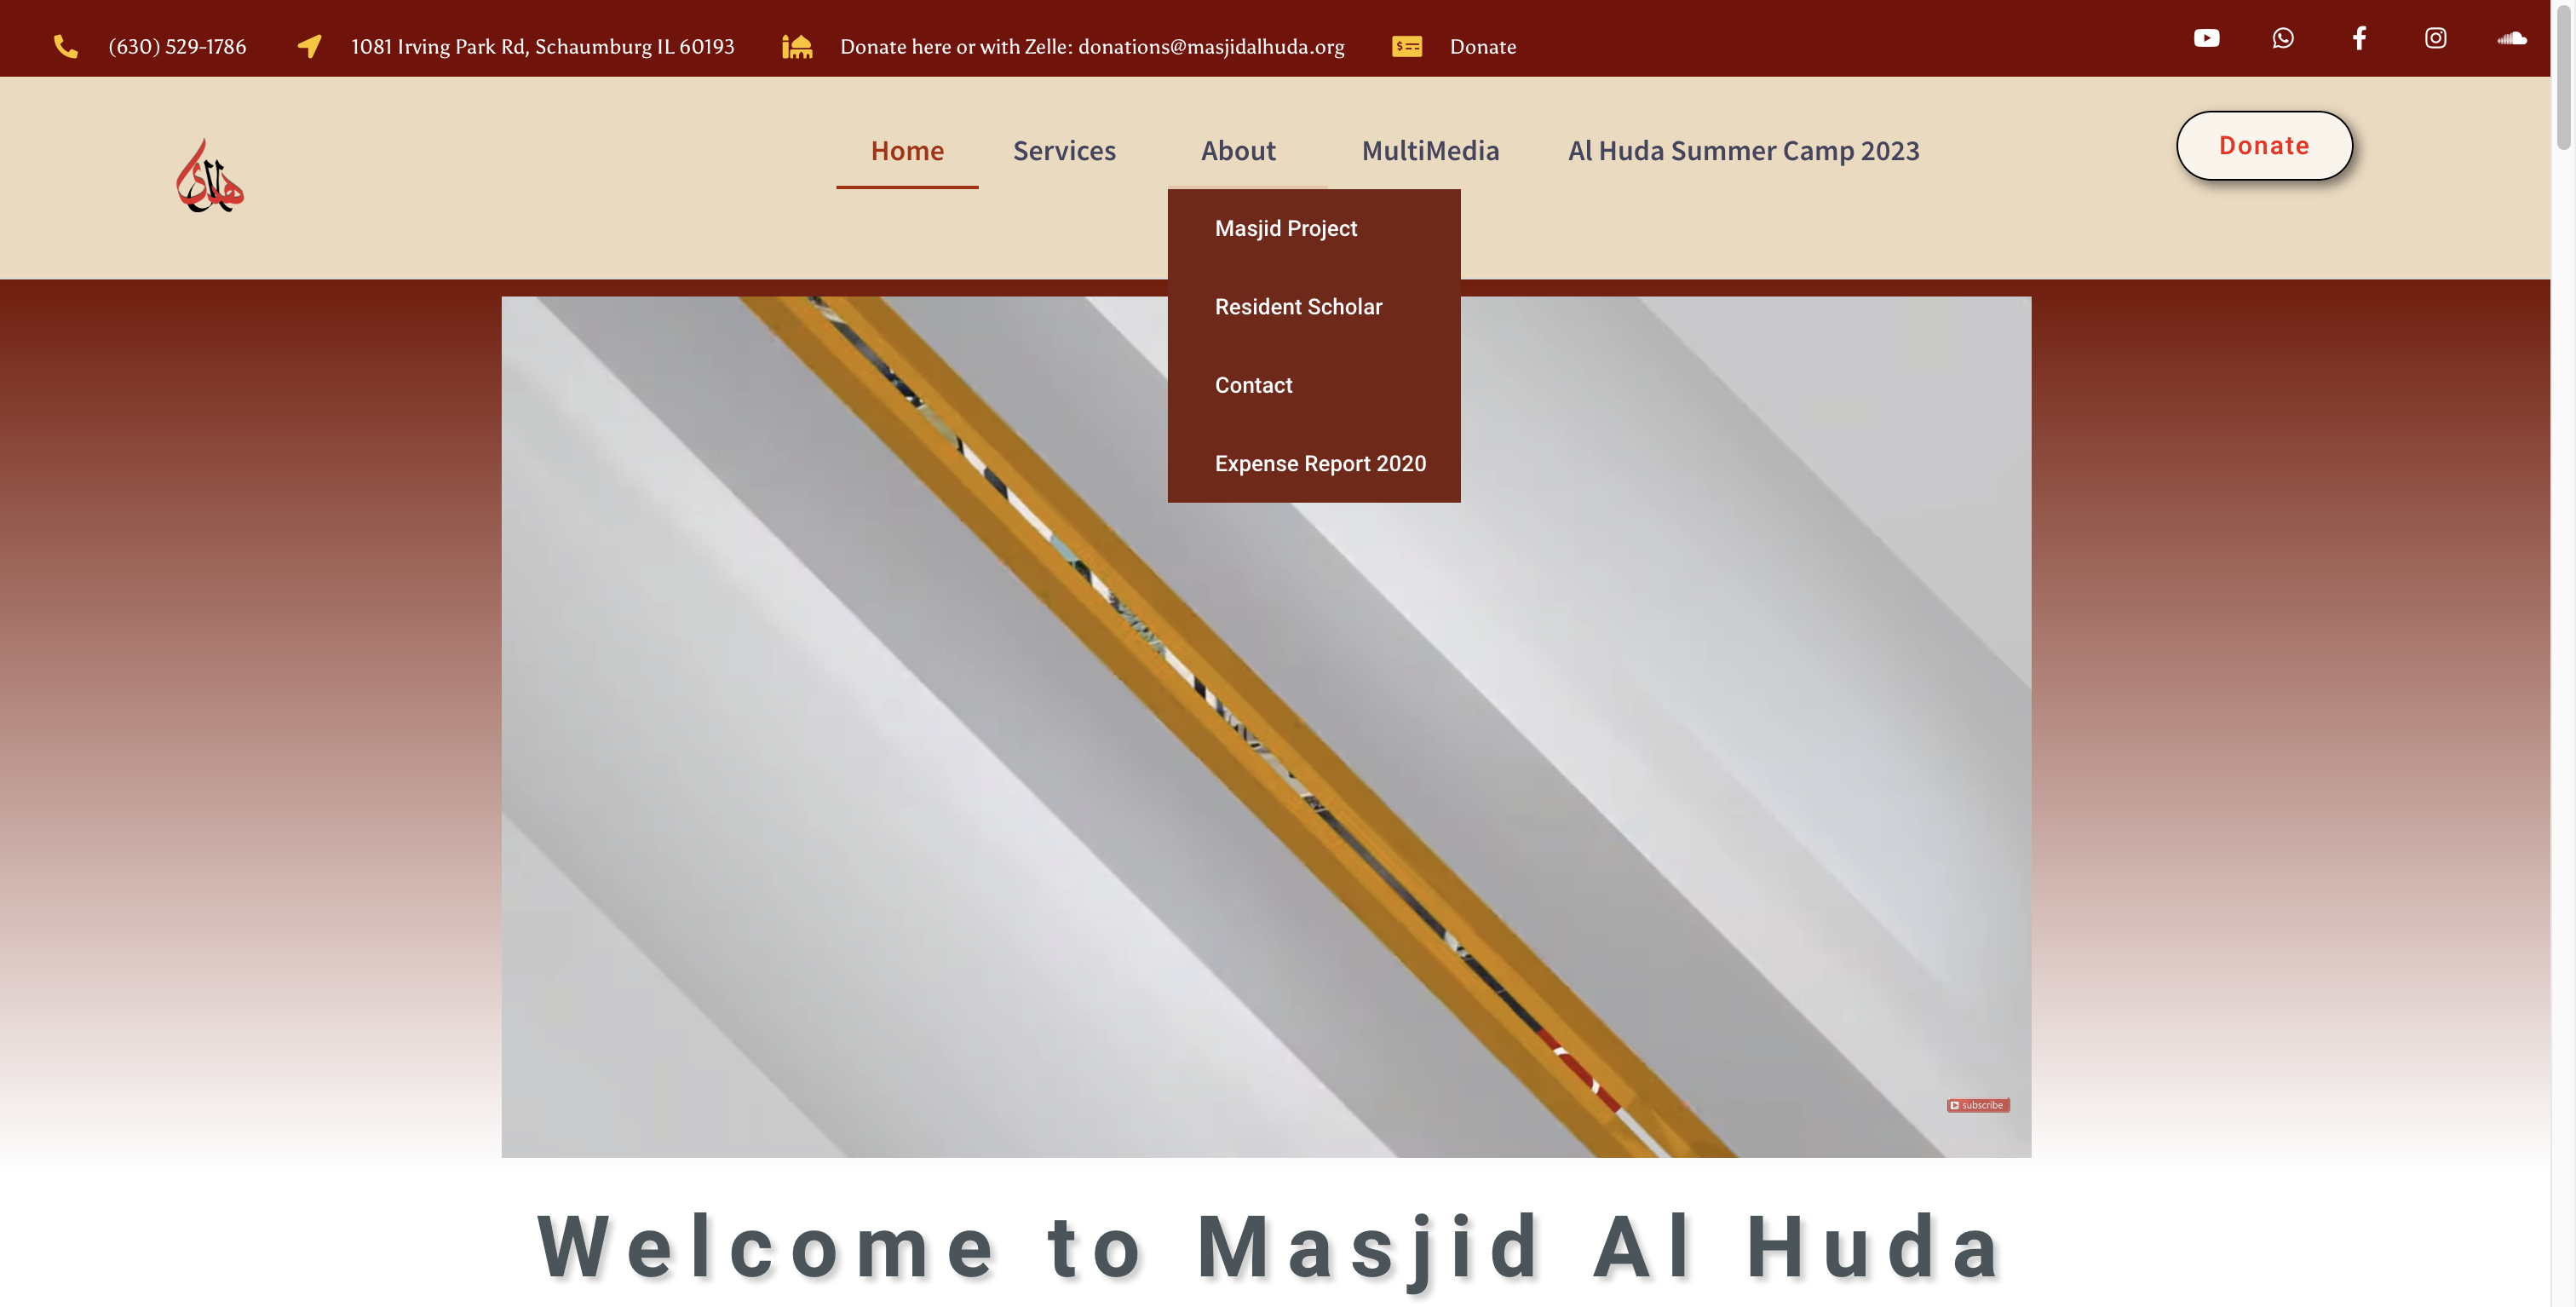 (630) 529-1786
1081 Irving Park Rd, Schaumburg IL 60193
Donate here or with Zelle: donations@masjidalhuda.org
Donate
Home
Services
About
MultiMedia
Al Huda Summer Camp 2023
Donate
Masjid Project
Resident Scholar
Contact
Expense Report 2020
subscribe
Welcome to Masjid Al Huda